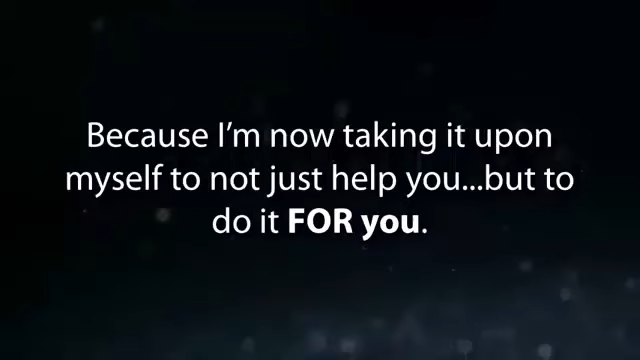 Because I’m now taking it upon
myself to not just help you...but to
do it FOR you.